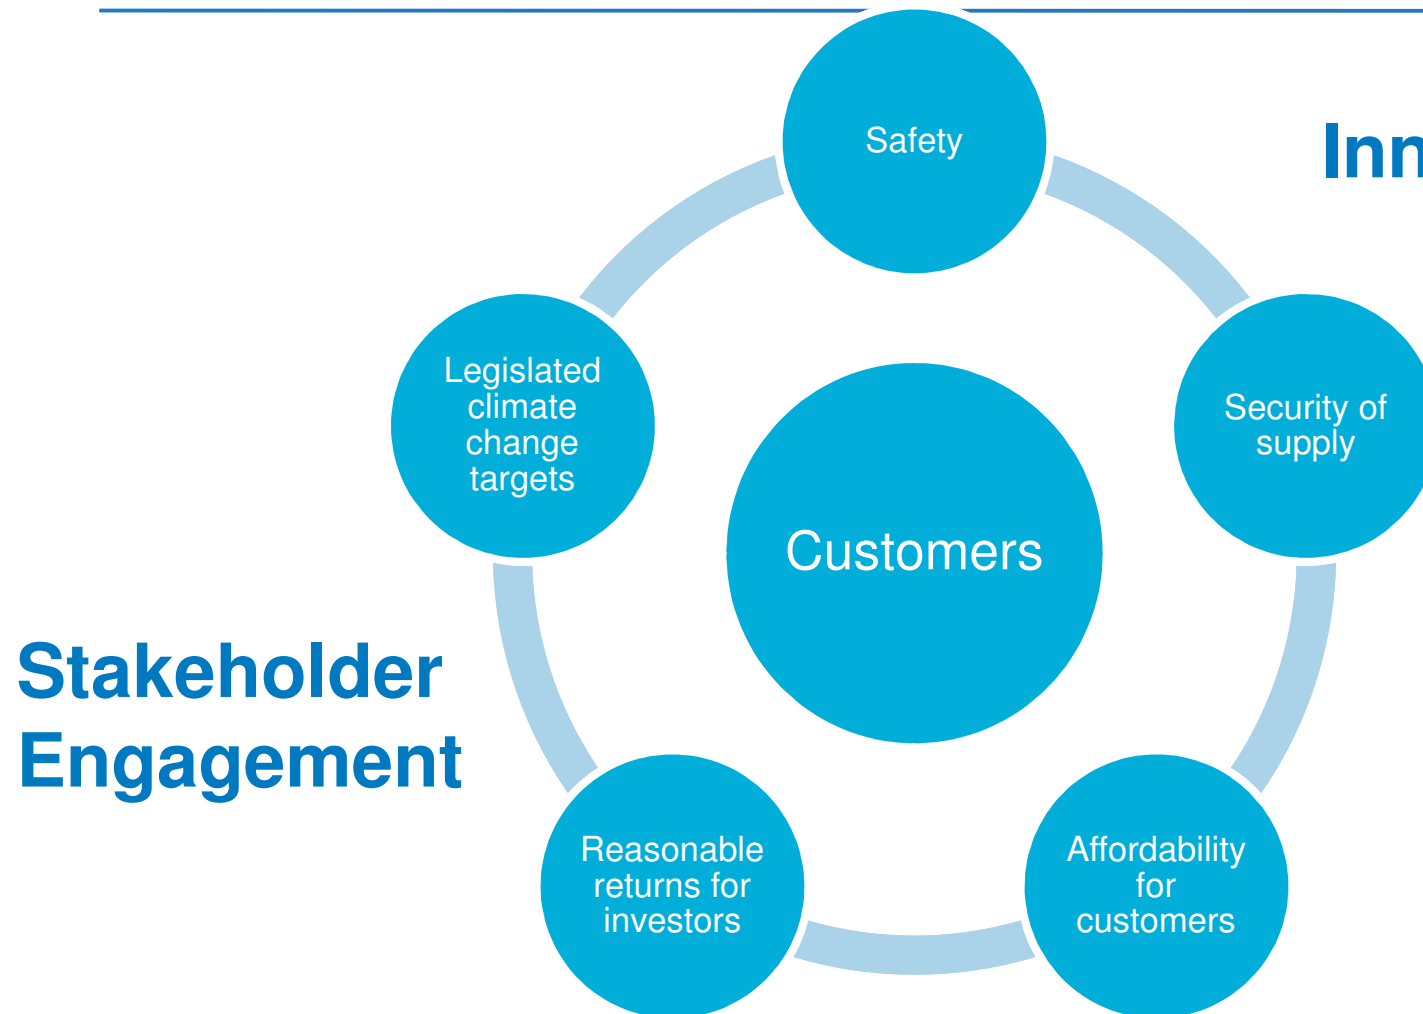 Safety
Inn
Legislated
climate
change
targets
Security of
supply
Customers
Stakeholder
Engagement
Reasonable
returns for
investors
Affordability
for
customers